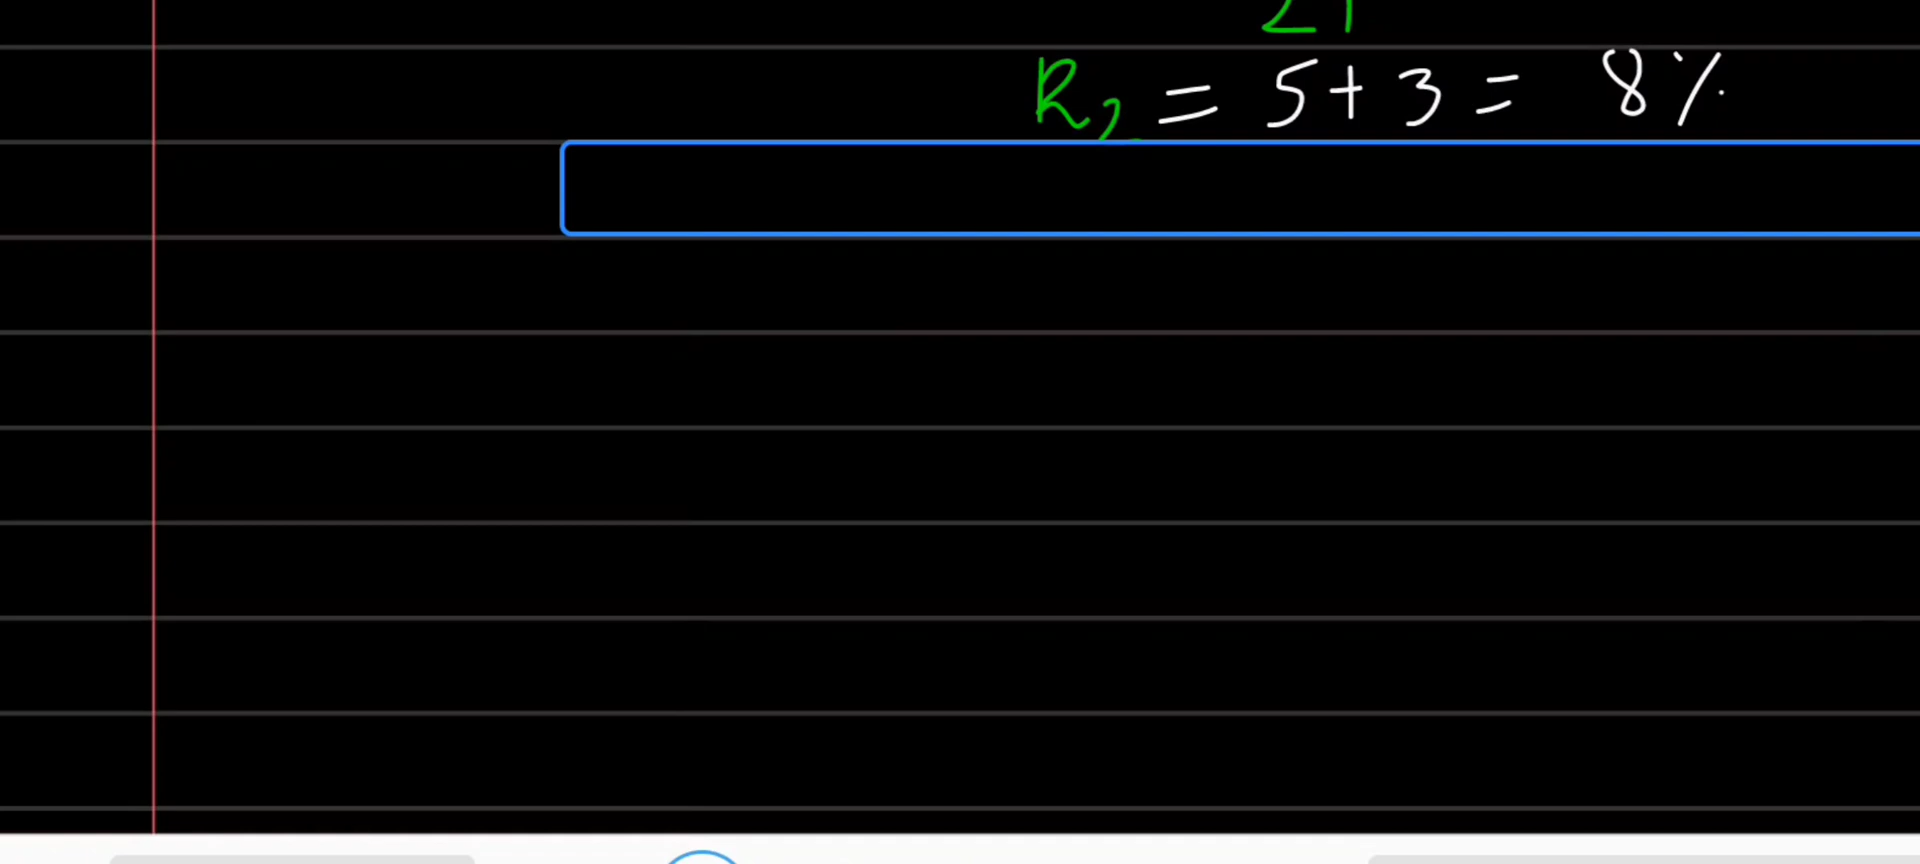 R₂ = 5+3 = 8%